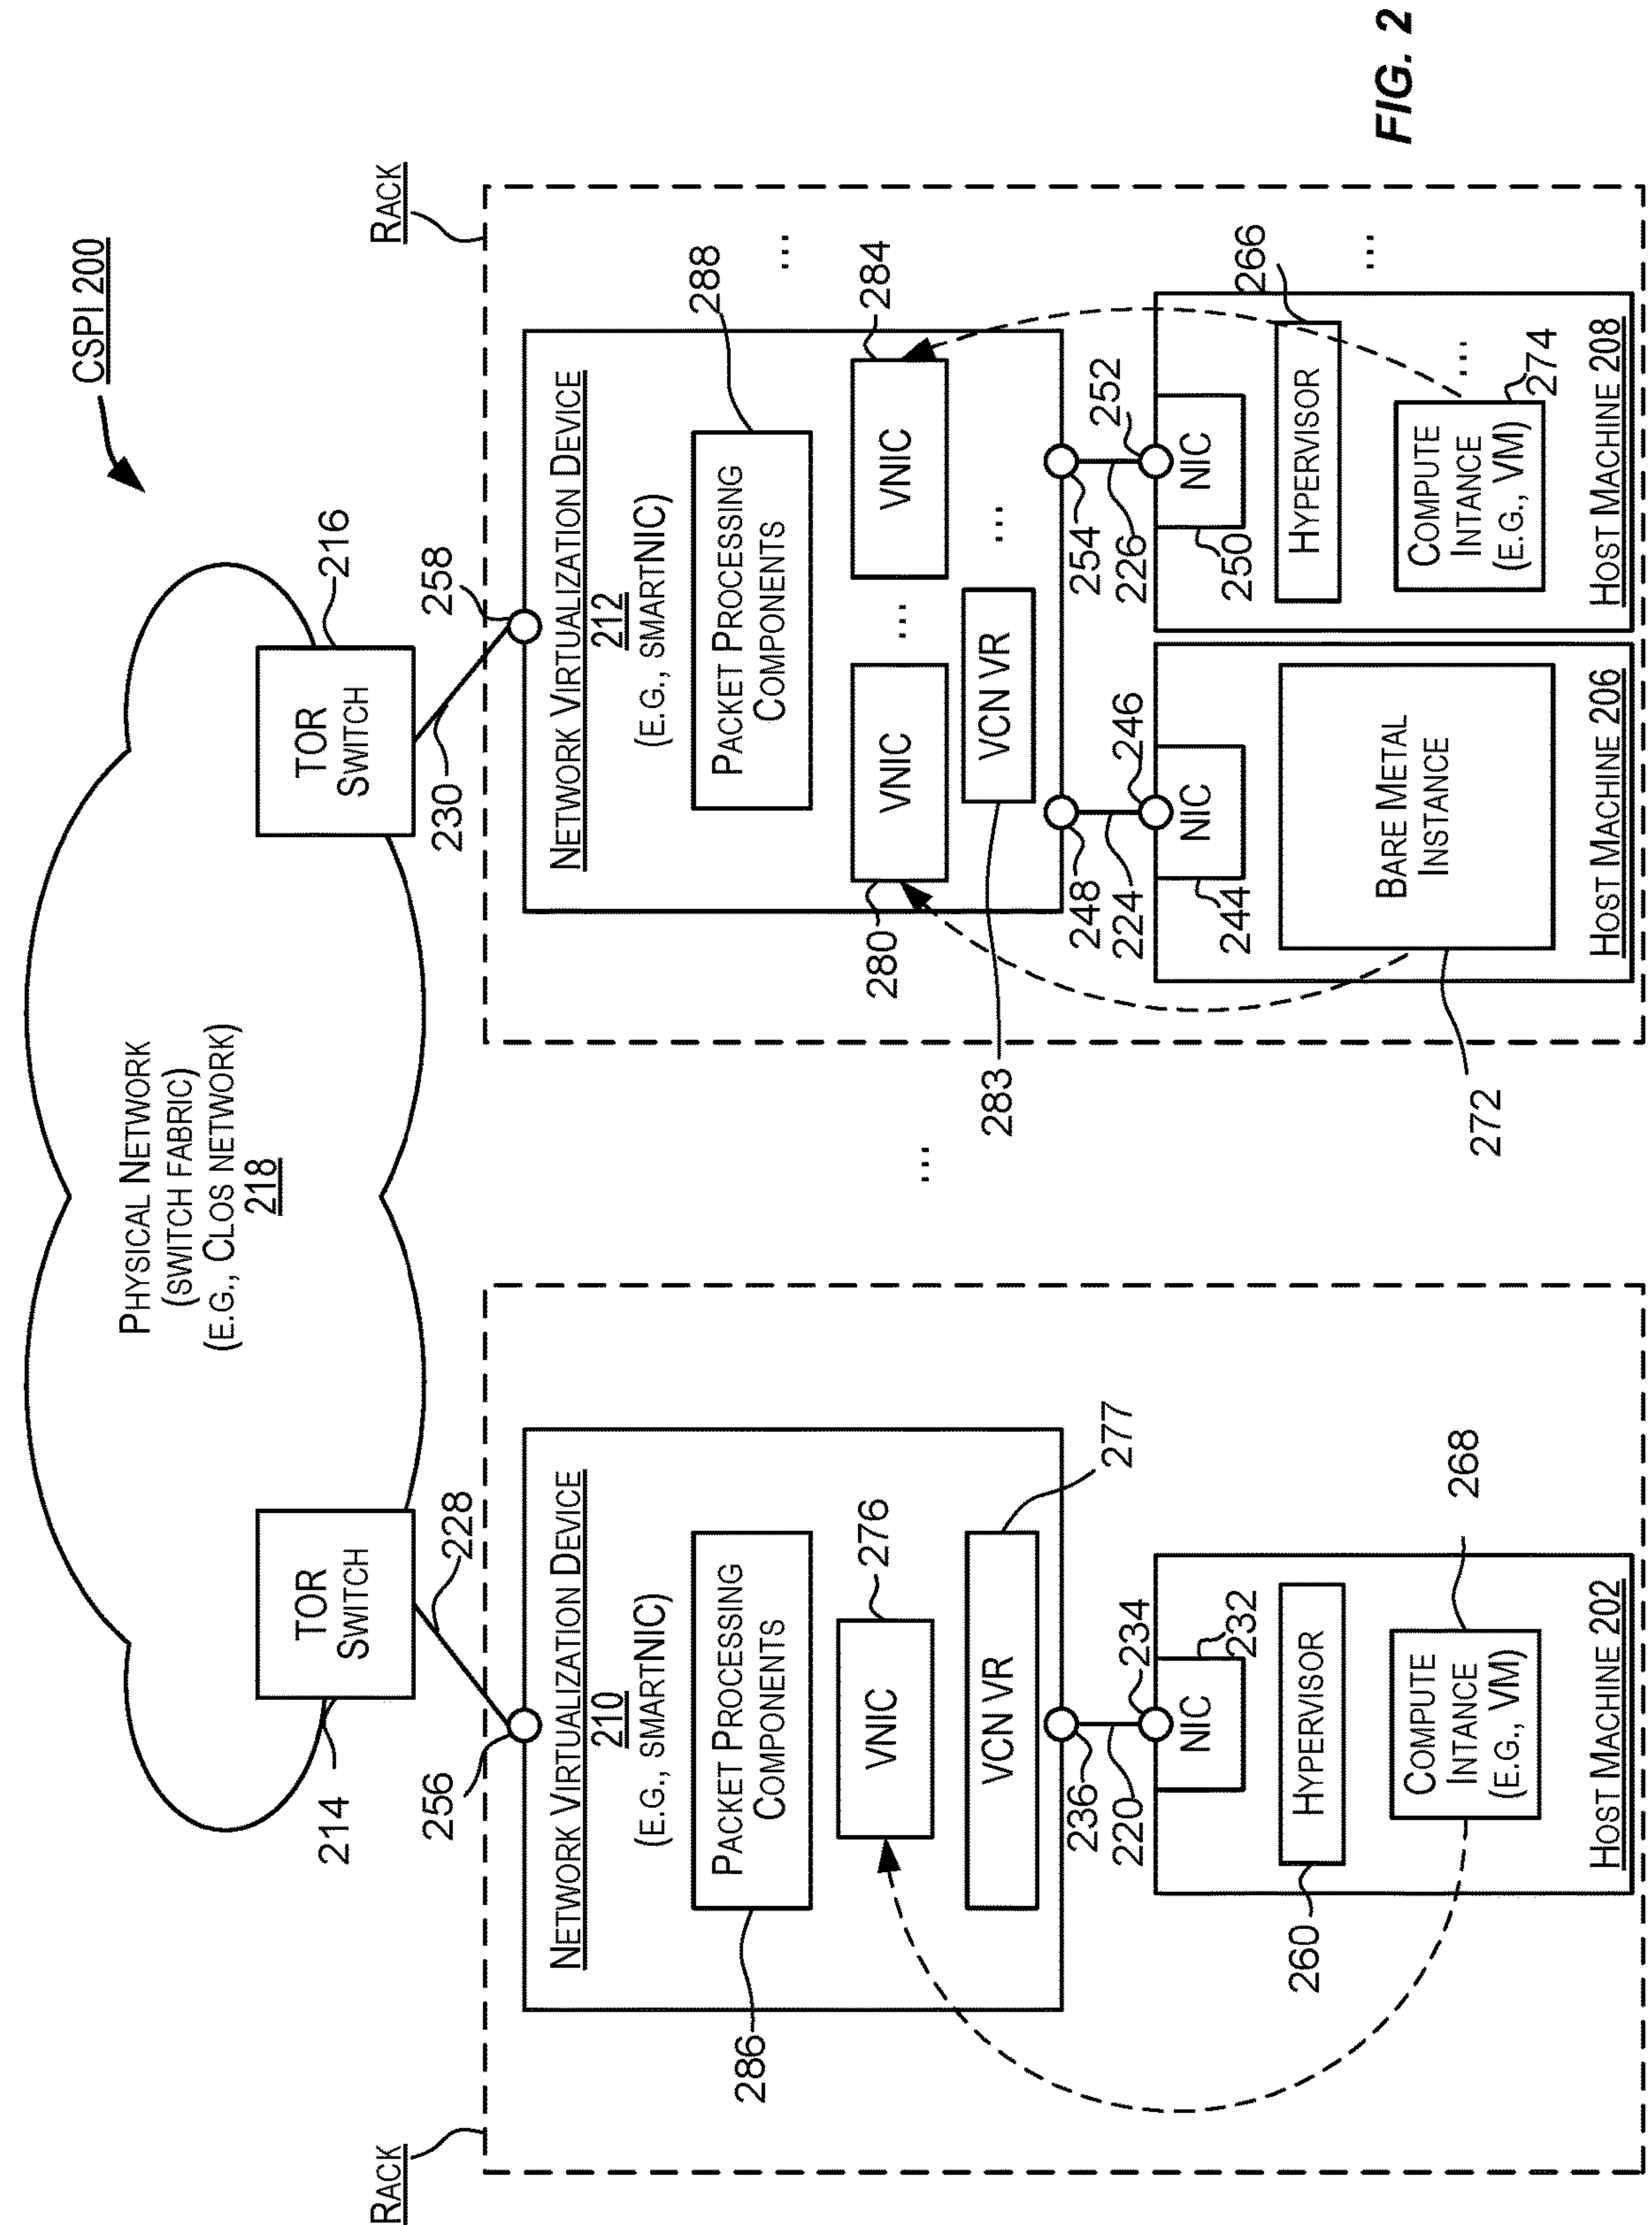 CSPI 200
PHYSICAL NETWORK
(SWITCH FABRIC)
(E.G., CLOS NETWORK)
218
TOR
SWITCH
214
228
TOR
SWITCH
216
230
RACK
256
NETWORK VIRTUALIZATION DEVICE
210
(E.G., SMARTNIC)
PACKET PROCESSING
COMPONENTS
286
VNIC
276
VCN VR
277
236
220
234
NIC
232
HYPERVISOR
260
COMPUTE
INTANCE
(E.G., VM)
268
HOST MACHINE 202
...
RACK
258
NETWORK VIRTUALIZATION DEVICE
212
(E.G., SMARTNIC)
PACKET PROCESSING
COMPONENTS
288
...
VNIC
280
...
VNIC
284
VCN VR
283
...
248
224
246
NIC
244
BARE METAL
INSTANCE
272
HOST MACHINE 206
254
226
252
NIC
250
HYPERVISOR
266
COMPUTE
INTANCE
(E.G., VM)
274
...
HOST MACHINE 208
...
FIG. 2